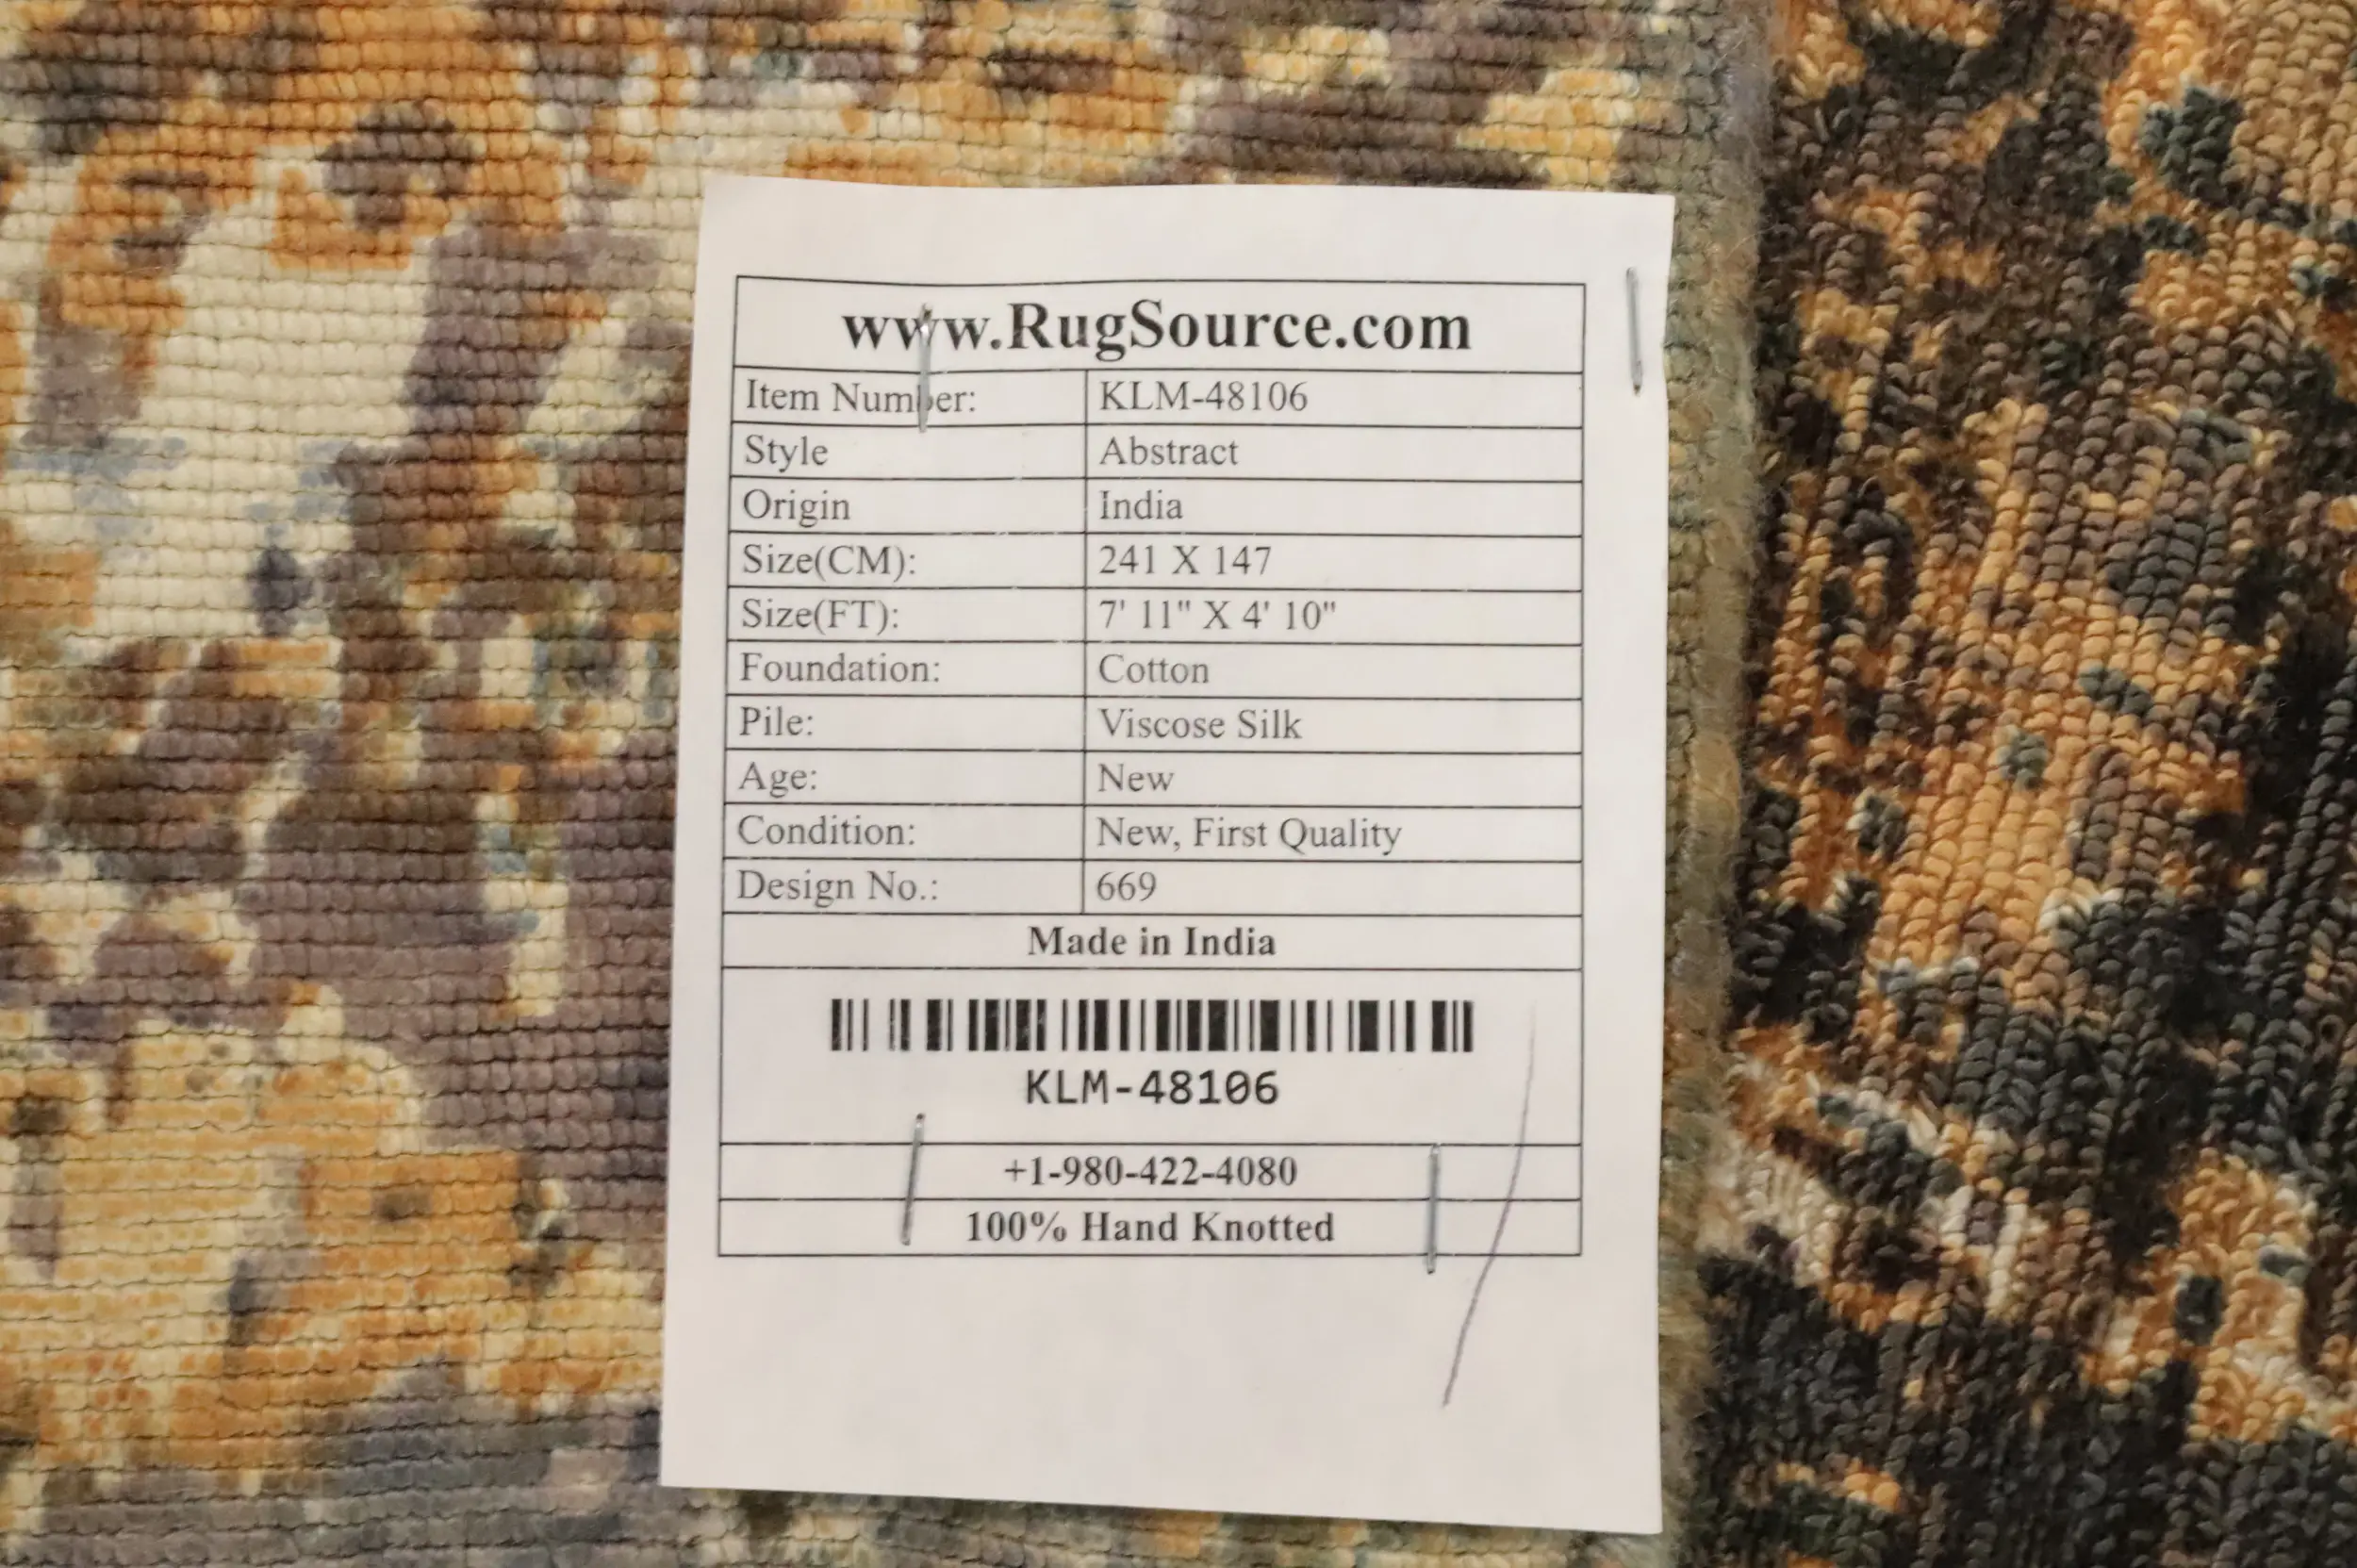 www.RugSource.com
Item Number: KLM-48106
Style Abstract
Origin India
Size(CM): 241 X 147
Size(FT): 7' 11" X 4' 10"
Foundation: Cotton
Pile: Viscose Silk
Age: New
Condition: New, First Quality
Design No.: 669
Made in India
KLM-48106
+1-980-422-4080
100% Hand Knotted